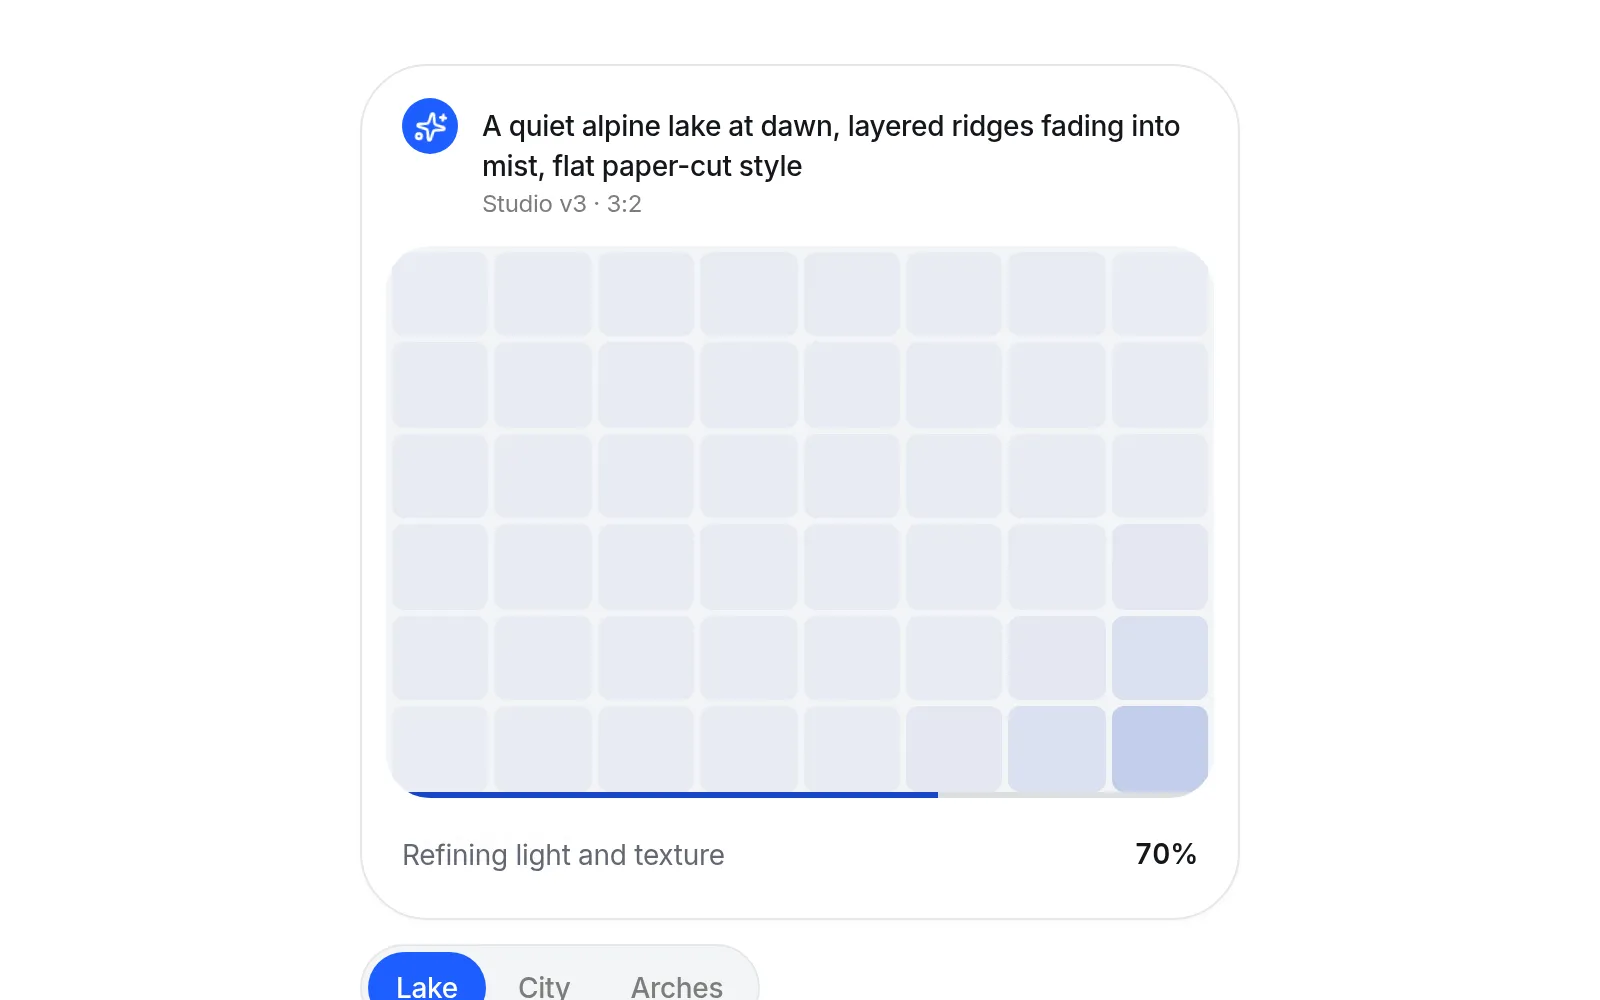 A quiet alpine lake at dawn, layered ridges fading into
mist, flat paper-cut style
Studio v3 · 3:2
Refining light and texture
70%
Lake
City
Arches